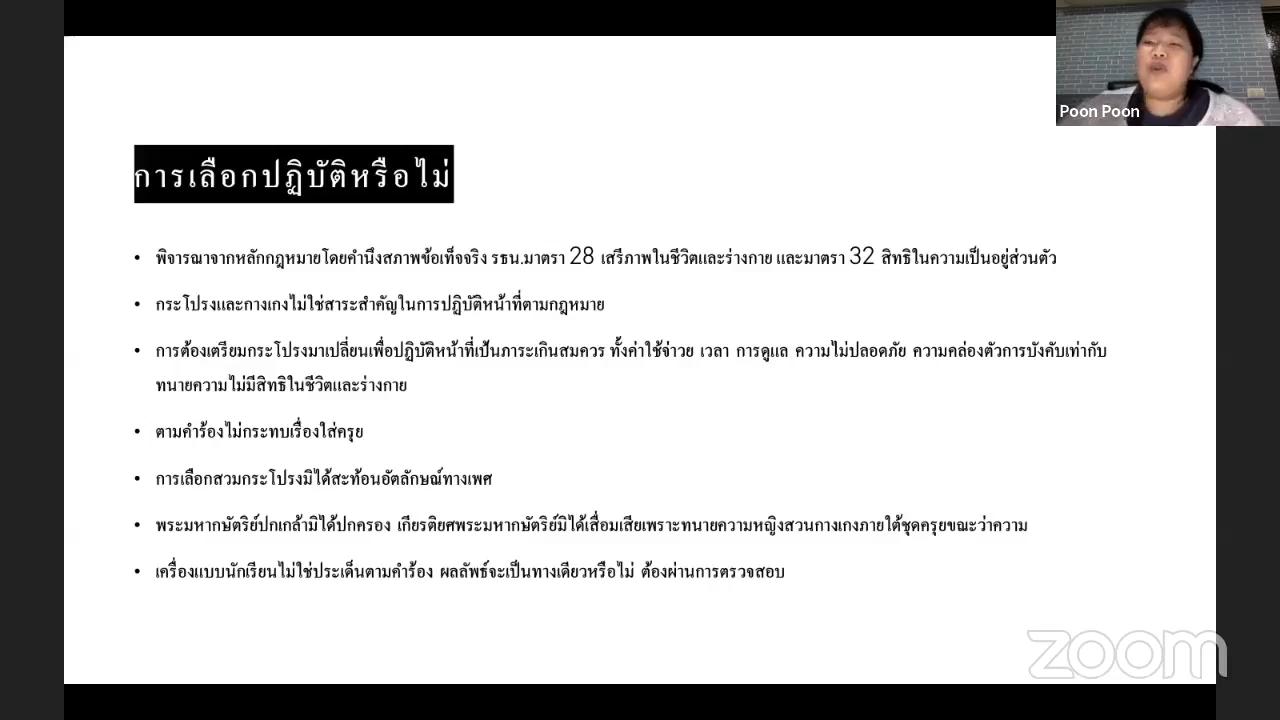 Poon Poon
การเลือกปฏิบัติหรือไม่
• พิจารณาจากหลักกฎหมายโดยคำนึงสภาพข้อเท็จจริง รธน.มาตรา 28 เสรีภาพในชีวิตและร่างกาย และมาตรา 32 สิทธิในความเป็นอยู่ส่วนตัว
• กระโปรงและกางเกงไม่ใช่สาระสำคัญในการปฏิบัติหน้าที่ตามกฎหมาย
• การต้องเตรียมกระโปรงมาเปลี่ยนเพื่อปฏิบัติหน้าที่เป็นภาระเกินสมควร ทั้งค่าใช้จ่าวย เวลา การดูแล ความไม่ปลอดภัย ความคล่องตัวการบังคับเท่ากับ
ทนายความไม่มีสิทธิในชีวิตและร่างกาย
• ตามคำร้องไม่กระทบเรื่องใส่ครุย
• การเลือกสวมกระโปรงมิได้สะท้อนอัตลักษณ์ทางเพศ
• พระมหากษัตริย์ปกเกล้ามิได้ปกครอง เกียรติยศพระมหากษัตริย์มิได้เสื่อมเสียเพราะทนายความหญิงสวนกางเกงภายใต้ชุดครุยขณะว่าความ
• เครื่องแบบนักเรียนไม่ใช่ประเด็นตามคำร้อง ผลลัพธ์จะเป็นทางเดียวหรือไม่ ต้องผ่านการตรวจสอบ
zoom